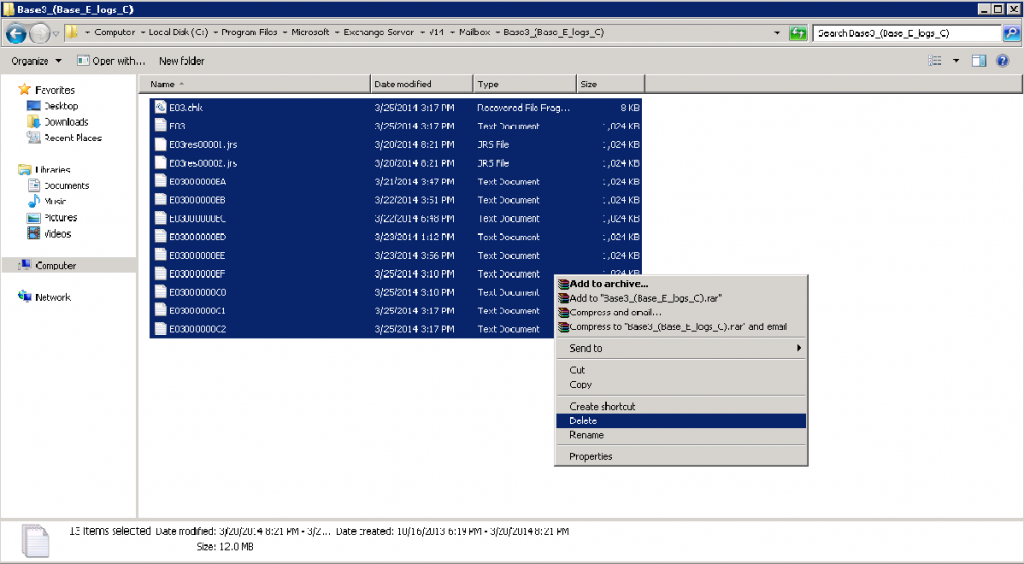 Base3_(Base_E_logs_C)
Computer Local Disk (C:) Program Files Microsoft Exchange Server V14 Mailbox Base3_(Base_E_logs_C)
Search Base3_(Base_E_logs_C)
Organize Open with... New folder
Name Date modified Type Size
Favorites
Desktop
Downloads
Recent Places
Libraries
Documents
Music
Pictures
Videos
Computer
Network
E03.chk 3/25/2014 3:17 PM Recovered File Frag... 8 KB
E03 3/25/2014 3:17 PM Text Document 1,024 KB
E03res00001.jrs 3/20/2014 8:21 PM JRS File 1,024 KB
E03res00002.jrs 3/20/2014 8:21 PM JRS File 1,024 KB
E03000000EA 3/21/2014 3:47 PM Text Document 1,024 KB
E03000000EB 3/22/2014 3:51 PM Text Document 1,024 KB
E03000000EC 3/22/2014 6:48 PM Text Document 1,024 KB
E03000000ED 3/23/2014 1:12 PM Text Document 1,024 KB
E03000000EE 3/23/2014 3:56 PM Text Document 1,024 KB
E03000000EF 3/25/2014 3:10 PM Text Document 1,024 KB
E03000000C0 3/25/2014 3:10 PM Text Document
E03000000C1 3/25/2014 3:17 PM Text Document
E03000000C2 3/25/2014 3:17 PM Text Document
Add to archive...
Add to "Base3_(Base_E_logs_C).rar"
Compress and email...
Compress to "Base3_(Base_E_logs_C).rar" and email
Send to
Cut
Copy
Create shortcut
Delete
Rename
Properties
13 items selected Date modified: 3/20/2014 8:21 PM - 3/2... Date created: 10/16/2013 6:19 PM - 3/20/2014 8:21 PM
Size: 12.0 MB